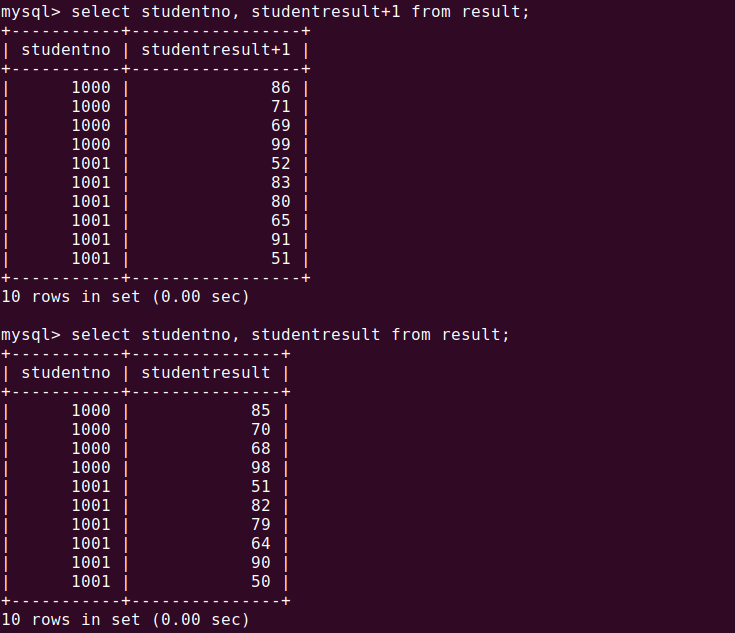 mysql> select studentno, studentresult+1 from result;
+-----------+-----------------+
| studentno | studentresult+1 |
+-----------+-----------------+
|      1000 |              86 |
|      1000 |              71 |
|      1000 |              69 |
|      1000 |              99 |
|      1001 |              52 |
|      1001 |              83 |
|      1001 |              80 |
|      1001 |              65 |
|      1001 |              91 |
|      1001 |              51 |
+-----------+-----------------+
10 rows in set (0.00 sec)

mysql> select studentno, studentresult from result;
+-----------+---------------+
| studentno | studentresult |
+-----------+---------------+
|      1000 |            85 |
|      1000 |            70 |
|      1000 |            68 |
|      1000 |            98 |
|      1001 |            51 |
|      1001 |            82 |
|      1001 |            79 |
|      1001 |            64 |
|      1001 |            90 |
|      1001 |            50 |
+-----------+---------------+
10 rows in set (0.00 sec)